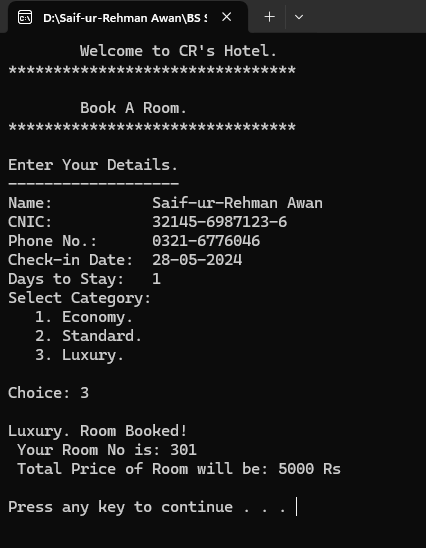 D:\Saif-ur-Rehman Awan\BS S
Welcome to CR's Hotel.
********************************
Book A Room.
********************************
Enter Your Details.
-------------------
Name: Saif-ur-Rehman Awan
CNIC: 32145-6987123-6
Phone No.: 0321-6776046
Check-in Date: 28-05-2024
Days to Stay: 1
Select Category:
1. Economy.
2. Standard.
3. Luxury.
Choice: 3
Luxury. Room Booked!
Your Room No is: 301
Total Price of Room will be: 5000 Rs
Press any key to continue . . .